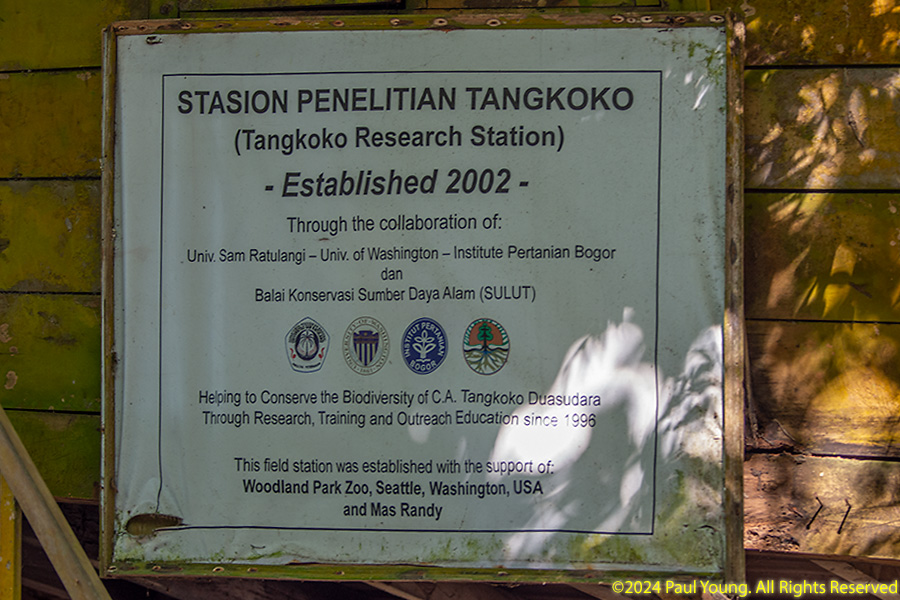 STASION PENELITIAN TANGKOKO
(Tangkoko Research Station)
- Established 2002 -
Through the collaboration of:
Univ. Sam Ratulangi – Univ. of Washington – Institute Pertanian Bogor
dan
Balai Konservasi Sumber Daya Alam (SULUT)
INSTITUT PERTANIAN
BOGOR
Helping to Conserve the Biodiversity of C.A. Tangkoko Duasudara
Through Research, Training and Outreach Education since 1996
This field station was established with the support of:
Woodland Park Zoo, Seattle, Washington, USA
and Mas Randy
©2024 Paul Young. All Rights Reserved